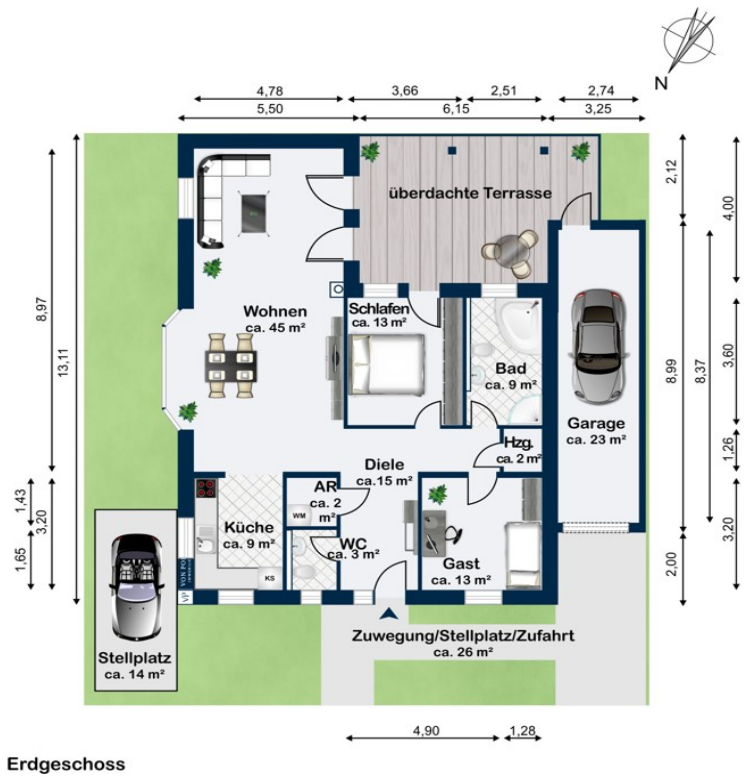 N
4,78
3,66
2,51
2,74
5,50
6,15
3,25
überdachte Terrasse
2,12
4,00
8,97
13,11
Wohnen
ca. 45 m²
Schlafen
ca. 13 m²
Bad
ca. 9 m²
8,99
8,37
3,60
Garage
ca. 23 m²
Hzg.
ca. 2 m²
1,26
Diele
ca.15 m²
1,43
3,20
1,65
AR
ca. 2
m²
WM
Küche
ca. 9 m²
KS
WC
ca. 3 m²
Gast
ca. 13 m²
3,20
2,00
VP
VON PO
Zuwegung/Stellplatz/Zufahrt
ca. 26 m²
Stellplatz
ca. 14 m²
4,90
1,28
Erdgeschoss